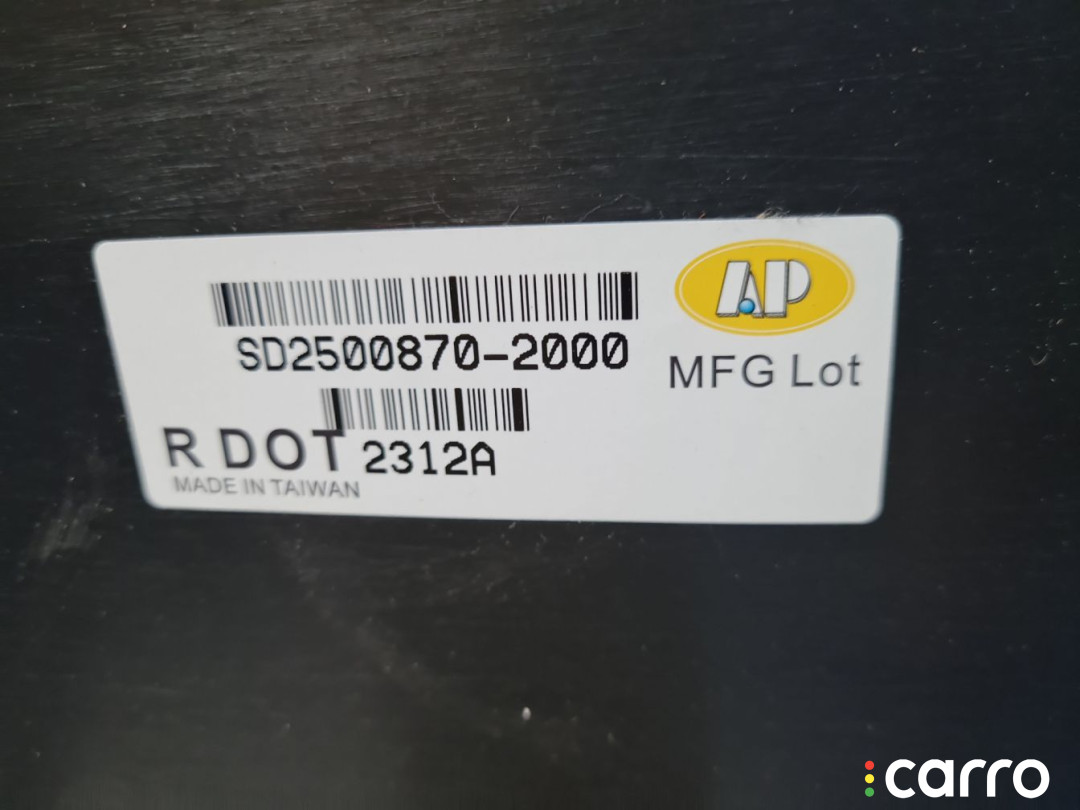 SD2500870-2000
AP
MFG Lot
R DOT 2312A
MADE IN TAIWAN
carro